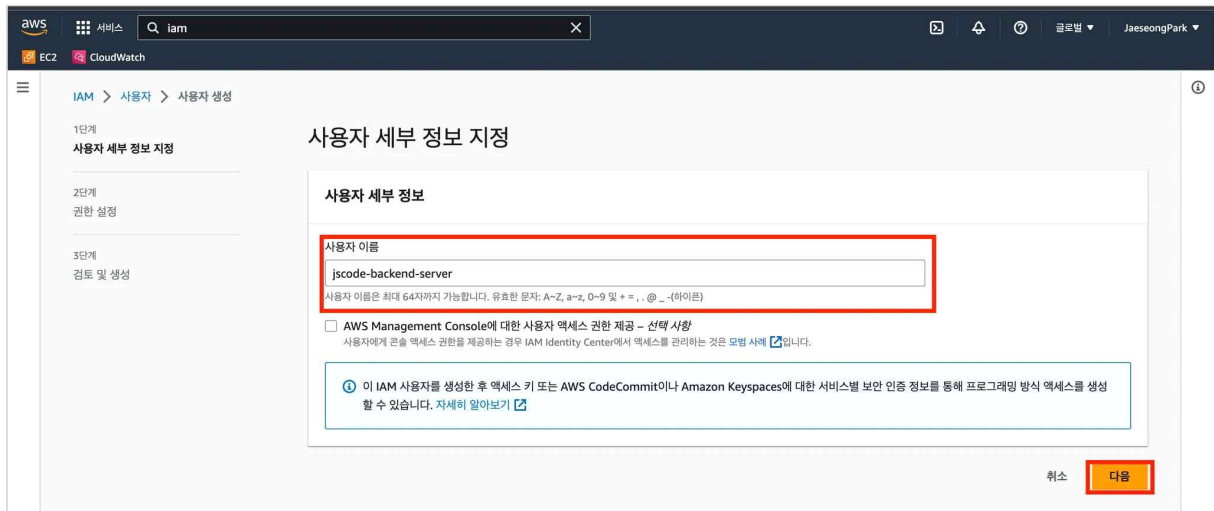 aws
서비스
iam
글로벌 ▼
JaeseongPark ▼
EC2
CloudWatch
IAM > 사용자 > 사용자 생성
1단계
사용자 세부 정보 지정
2단계
권한 설정
3단계
검토 및 생성
사용자 세부 정보 지정
사용자 세부 정보
사용자 이름
jscode-backend-server
사용자 이름은 최대 64자까지 가능합니다. 유효한 문자: A~Z, a~z, 0~9 및 + = , . @ _ -(하이픈)
AWS Management Console에 대한 사용자 액세스 권한 제공 – 선택 사항
사용자에게 콘솔 액세스 권한을 제공하는 경우 IAM Identity Center에서 액세스를 관리하는 것은 모범 사례입니다.
이 IAM 사용자를 생성한 후 액세스 키 또는 AWS CodeCommit이나 Amazon Keyspaces에 대한 서비스별 보안 인증 정보를 통해 프로그래밍 방식 액세스를 생성
할 수 있습니다. 자세히 알아보기
취소
다음